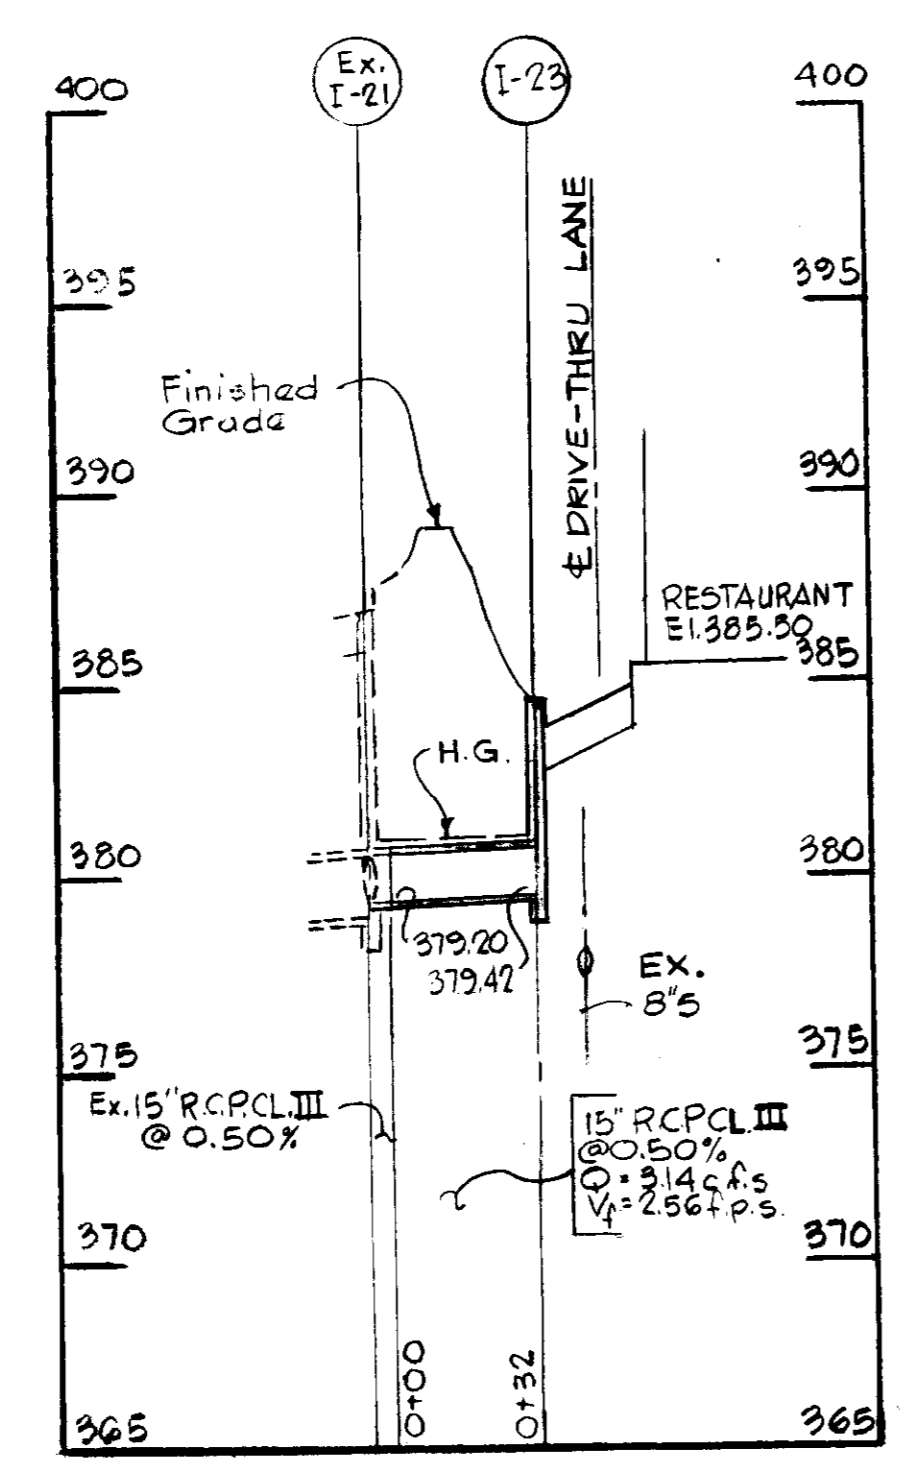 Ex.
I-21
I-23
400
400
395
395
Finished
Grade
390
390
℄ DRIVE-THRU LANE
RESTAURANT
El. 385.50
385
385
H.G.
380
380
379.20
379.42
EX.
8"S
375
375
Ex. 15" R.C.P. CL. III
@ 0.50%
15" R.C.P. CL. III
@ 0.50%
Q = 3.14 c.f.s
Vf = 2.56 f.p.s.
370
370
0+00
0+32
365
365